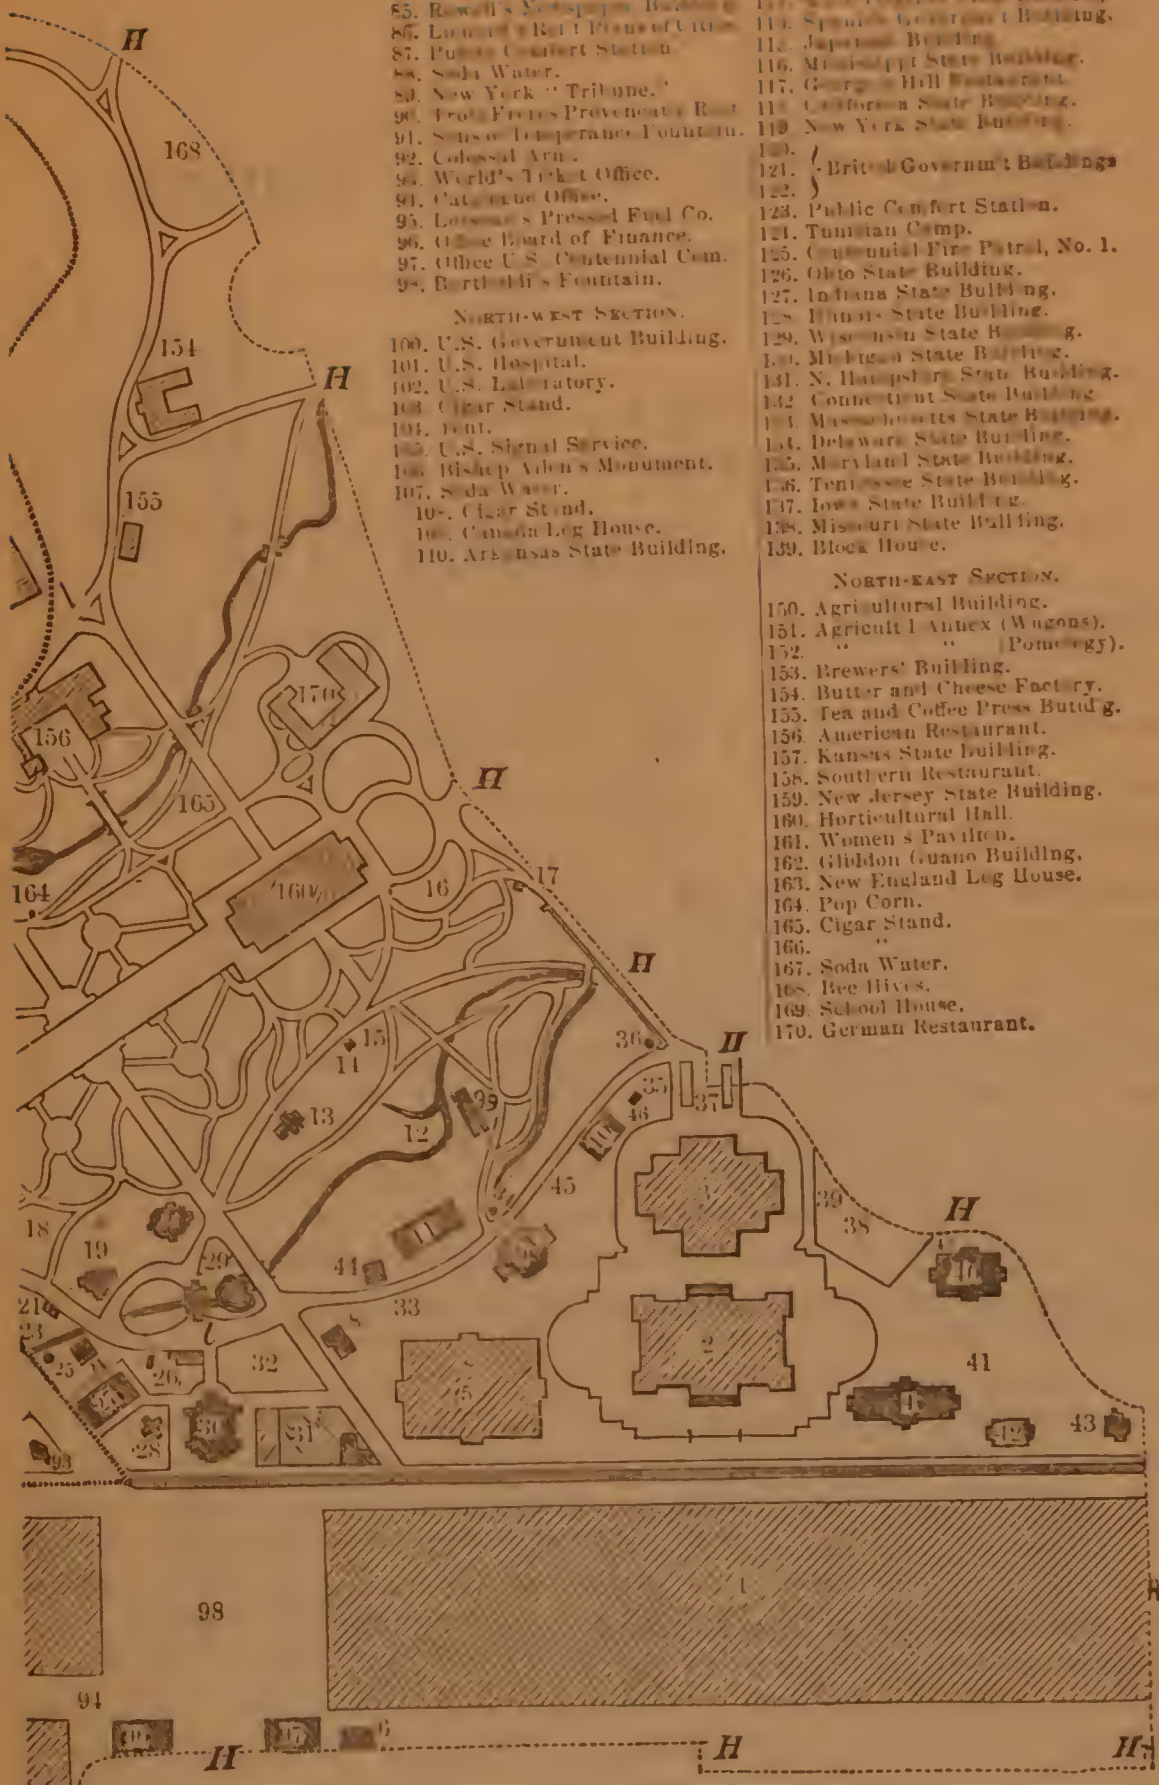 85. Rowell's Newspaper Building
86.
87. Public Comfort Station
88. Soda Water.
89. New York "Tribune."
90. Trois Freres Provencaux Rest
91. Sons of Temperance Fountain.
92. Colossal Arm.
93. World's Ticket Office.
94. Catalogue Office.
95. Pressed Fuel Co.
96. Office Board of Finance.
97. Office U.S. Centennial Com.
98. Bartholdi's Fountain.
NORTH-WEST SECTION.
100. U.S. Government Building.
101. U.S. Hospital.
102. U.S. Laboratory.
103. Cigar Stand.
104. Tent.
105. U.S. Signal Service.
106. Bishop Monument.
107. Soda Water.
108. Cigar Stand.
109. Canada Log House.
110. Arkansas State Building.
114. Spanish Governm't Building.
115. Japanese Building
116. Mississippi State Building.
117. George's Hill Restaurant.
118. California State Building.
119. New York State Building.
120.
121. British Governm't Buildings
122.
123. Public Comfort Station.
124. Tunisian Camp.
125. Centennial Fire Patrol, No. 1.
126. Ohio State Building.
127. Indiana State Building.
128. Illinois State Building.
129. Wisconsin State Building.
130. Michigan State Building.
131. N. Hampshire State Building.
132. Connecticut State Building
133. Massachusetts State Building.
134. Delaware State Building.
135. Maryland State Building.
136. Tennessee State Building.
137. Iowa State Building.
138. Missouri State Building.
139. Block House.
NORTH-EAST SECTION.
150. Agricultural Building.
151. Agricult'l Annex (Wagons).
152. " " (Pomology).
153. Brewers' Building.
154. Butter and Cheese Factory.
155. Tea and Coffee Press Build'g.
156. American Restaurant.
157. Kansas State Building.
158. Southern Restaurant.
159. New Jersey State Building.
160. Horticultural Hall.
161. Women's Pavilion.
162. Gliddon Guano Building.
163. New England Log House.
164. Pop Corn.
165. Cigar Stand.
166. "
167. Soda Water.
168. Bee Hives.
169. School House.
170. German Restaurant.
H
168
154
H
155
170
156
H
165
160
164
16
17
H
15
14
36
H
35
37
13
99
46
10
12
3
45
34
39
38
H
18
19
11
40
20
44
21
33
8
23
2
41
32
25
26
5
4
43
42
30
31
28
93
1
98
H
94
96
97
6
H
H
H